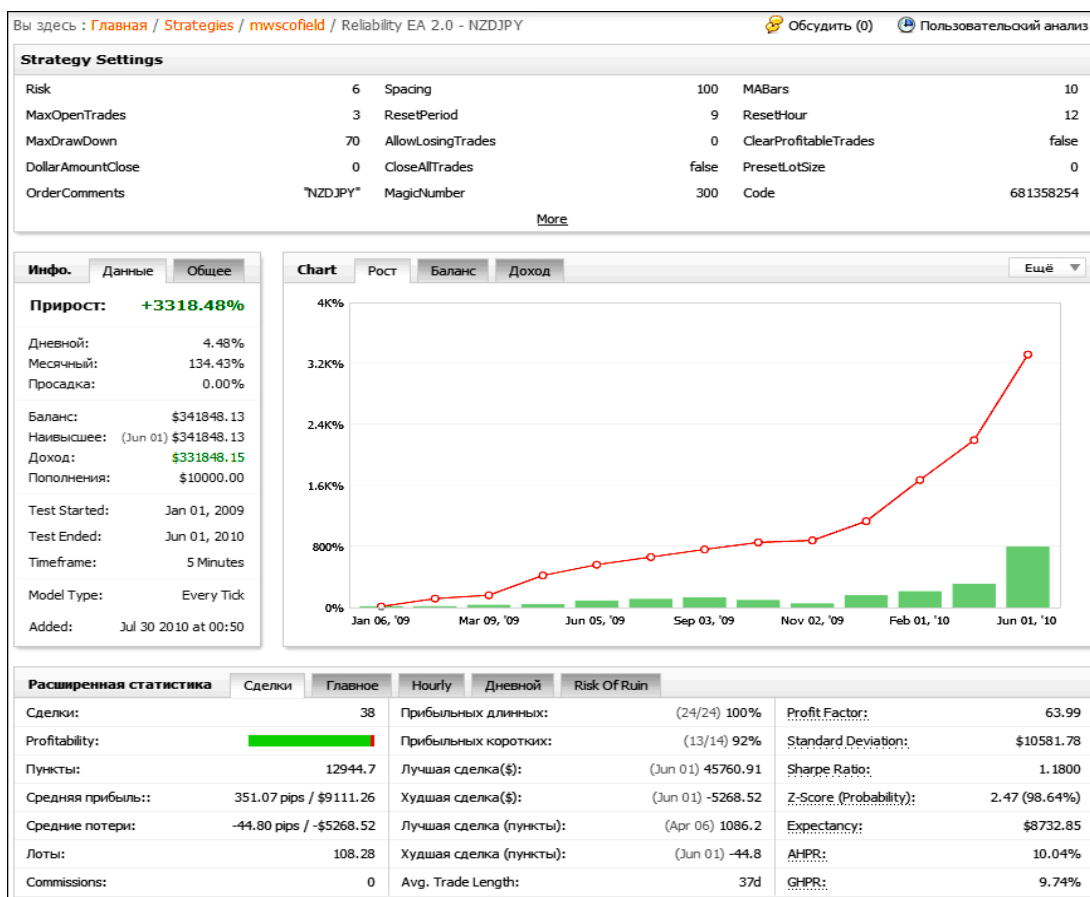 Вы здесь : Главная / Strategies / mwscofield / Reliability EA 2.0 - NZDJPY Обсудить (0) Пользовательский анализ
Strategy Settings
Risk 6 Spacing 100 MABars 10
MaxOpenTrades 3 ResetPeriod 9 ResetHour 12
MaxDrawDown 70 AllowLosingTrades 0 ClearProfitableTrades false
DollarAmountClose 0 CloseAllTrades false PresetLotSize 0
OrderComments "NZDJPY" MagicNumber 300 Code 681358254
More
Инфо. Данные Общее
Прирост: +3318.48%
Дневной: 4.48%
Месячный: 134.43%
Просадка: 0.00%
Баланс: $341848.13
Наивысшее: (Jun 01) $341848.13
Доход: $331848.15
Пополнения: $10000.00
Test Started: Jan 01, 2009
Test Ended: Jun 01, 2010
Timeframe: 5 Minutes
Model Type: Every Tick
Added: Jul 30 2010 at 00:50
Chart Рост Баланс Доход Ещё
4K%
3.2K%
2.4K%
1.6K%
800%
0%
Jan 06, '09 Mar 09, '09 Jun 05, '09 Sep 03, '09 Nov 02, '09 Feb 01, '10 Jun 01, '10
Расширенная статистика Сделки Главное Hourly Дневной Risk Of Ruin
Сделки: 38 Прибыльных длинных: (24/24) 100% Profit Factor: 63.99
Profitability: Прибыльных коротких: (13/14) 92% Standard Deviation: $10581.78
Пункты: 12944.7 Лучшая сделка($): (Jun 01) 45760.91 Sharpe Ratio: 1.1800
Средняя прибыль:: 351.07 pips / $9111.26 Худшая сделка($): (Jun 01) -5268.52 Z-Score (Probability): 2.47 (98.64%)
Средние потери: -44.80 pips / -$5268.52 Лучшая сделка (пункты): (Apr 06) 1086.2 Expectancy: $8732.85
Лоты: 108.28 Худшая сделка (пункты): (Jun 01) -44.8 AHPR: 10.04%
Commissions: 0 Avg. Trade Length: 37d GHPR: 9.74%